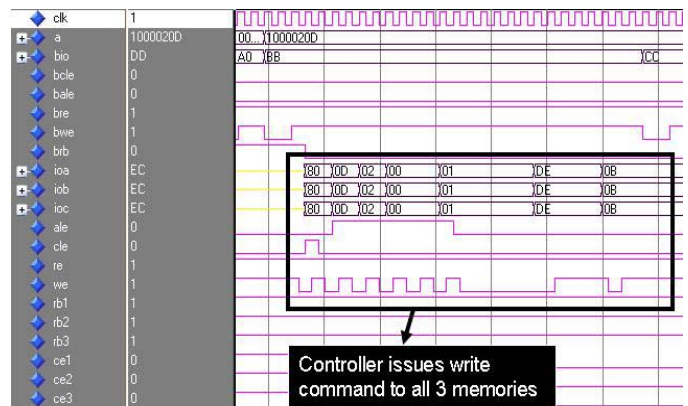 clk 1
a 1000020D 00... 1000020D
bio DD A0 BB CC
bcle 0
bale 0
bre 1
bwe 1
brb 0
ioa EC 80 0D 02 00 01 DE 0B
iob EC 80 0D 02 00 01 DE 0B
ioc EC 80 0D 02 00 01 DE 0B
ale 0
cle 0
re 1
we 1
rb1 1
rb2 1
rb3 1
ce1 0
ce2 0
ce3 0
Controller issues write
command to all 3 memories